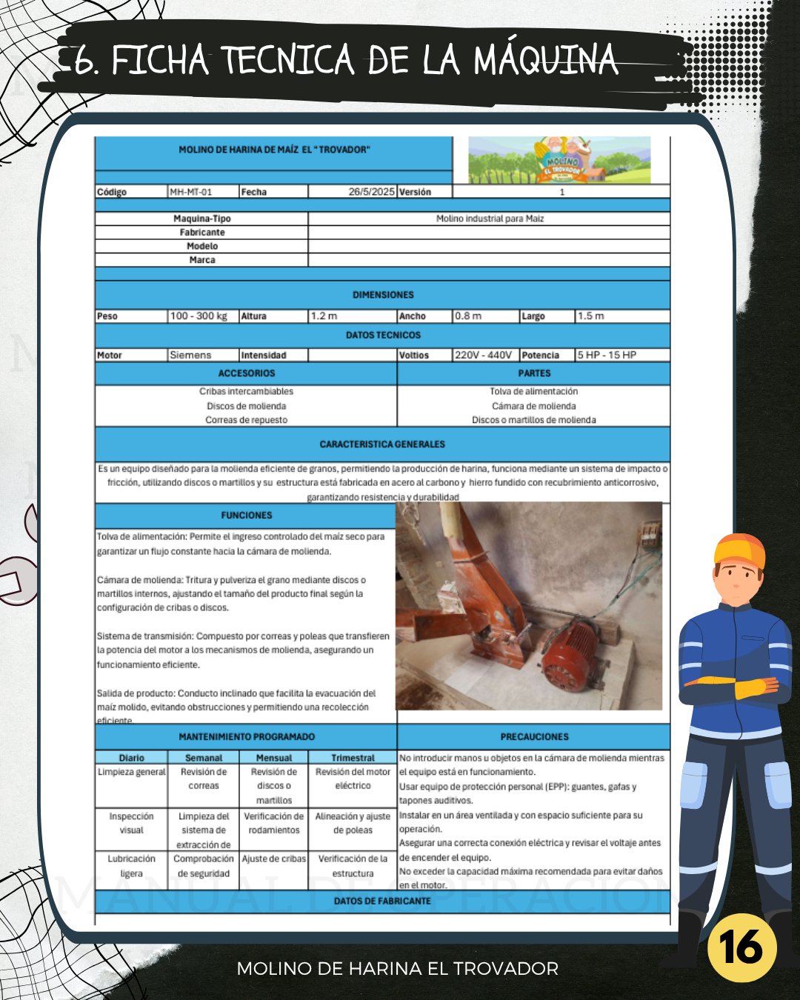 6. FICHA TECNICA DE LA MÁQUINA
MOLINO DE HARINA DE MAÍZ EL " TROVADOR"
MOLINO
EL TROVADOR
Código MH-MT-01 Fecha 26/5/2025 Versión 1
Maquina-Tipo Molino industrial para Maiz
Fabricante
Modelo
Marca
DIMENSIONES
Peso 100 - 300 kg Altura 1.2 m Ancho 0.8 m Largo 1.5 m
DATOS TECNICOS
Motor Siemens Intensidad Voltios 220V - 440V Potencia 5 HP - 15 HP
ACCESORIOS PARTES
Cribas intercambiables Tolva de alimentación
Discos de molienda Cámara de molienda
Correas de repuesto Discos o martillos de molienda
CARACTERISTICA GENERALES
Es un equipo diseñado para la molienda eficiente de granos, permitiendo la producción de harina, funciona mediante un sistema de impacto o
fricción, utilizando discos o martillos y su estructura está fabricada en acero al carbono y hierro fundido con recubrimiento anticorrosivo,
garantizando resistencia y durabilidad
FUNCIONES
Tolva de alimentación: Permite el ingreso controlado del maíz seco para
garantizar un flujo constante hacia la cámara de molienda.
Cámara de molienda: Tritura y pulveriza el grano mediante discos o
martillos internos, ajustando el tamaño del producto final según la
configuración de cribas o discos.
Sistema de transmisión: Compuesto por correas y poleas que transfieren
la potencia del motor a los mecanismos de molienda, asegurando un
funcionamiento eficiente.
Salida de producto: Conducto inclinado que facilita la evacuación del
maíz molido, evitando obstrucciones y permitiendo una recolección
eficiente.
MANTENIMIENTO PROGRAMADO
Diario Semanal Mensual Trimestral
Limpieza general Revisión de Revisión de Revisión del motor
correas discos o eléctrico
martillos
Inspección Limpieza del Verificación de Alineación y ajuste
visual sistema de rodamientos de poleas
extracción de
Lubricación Comprobación Ajuste de cribas Verificación de la
ligera de seguridad estructura
PRECAUCIONES
No introducir manos u objetos en la cámara de molienda mientras
el equipo está en funcionamiento.
Usar equipo de protección personal (EPP): guantes, gafas y
tapones auditivos.
Instalar en un área ventilada y con espacio suficiente para su
operación.
Asegurar una correcta conexión eléctrica y revisar el voltaje antes
de encender el equipo.
No exceder la capacidad máxima recomendada para evitar daños
en el motor.
MANUAL DE OPERACION
DATOS DE FABRICANTE
16
MOLINO DE HARINA EL TROVADOR